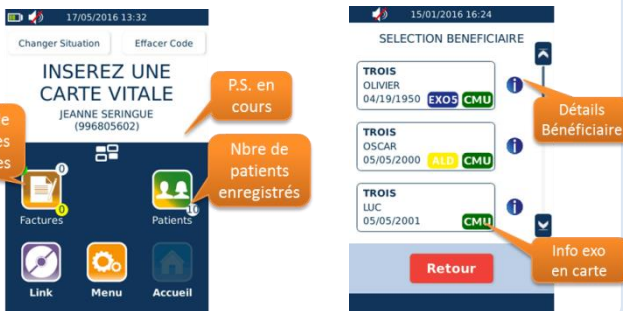 17/05/2016 13:32
Changer Situation
Effacer Code
INSEREZ UNE
CARTE VITALE
JEANNE SERINGUE
(996805602)
P.S. en
cours
Nbre de
patients
enregistrés
es
es
0
0
10
Factures
Patients
Link
Menu
Accueil
15/01/2016 16:24
SELECTION BENEFICIAIRE
TROIS
OLIVIER
04/19/1950 EXO5 CMU
TROIS
OSCAR
05/05/2000 ALD CMU
TROIS
LUC
05/05/2001 CMU
Détails
Bénéficiaire
Info exo
en carte
Retour